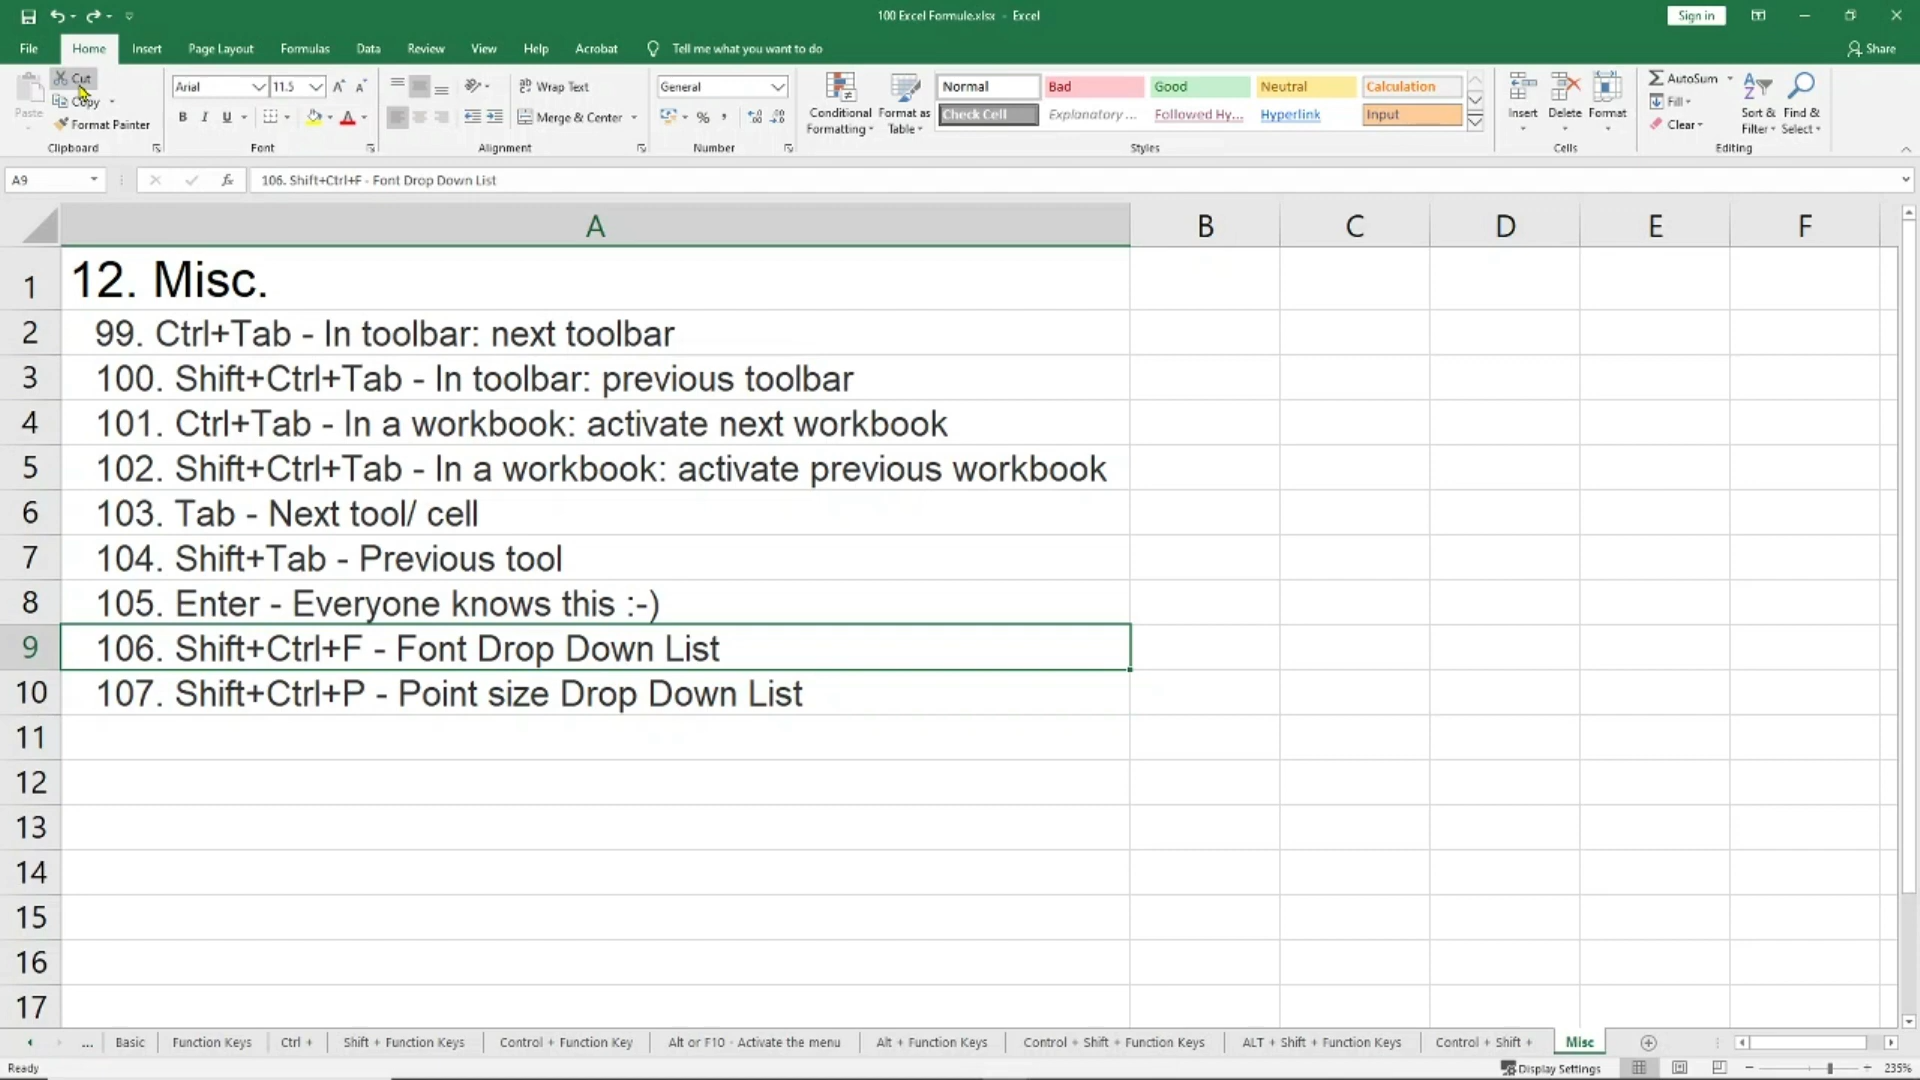 100 Excel Formule.xlsx - Excel
Sign in
File Home Insert Page Layout Formulas Data Review View Help Acrobat Tell me what you want to do Share
Paste
Cut
Copy
Format Painter
Clipboard
Arial 11.5
B I U
Font
Wrap Text
Merge & Center
Alignment
General
%
Number
Conditional Formatting
Format as Table
Normal Bad Good Neutral Calculation
Check Cell Explanatory ... Followed Hy... Hyperlink Input
Styles
Insert Delete Format
Cells
AutoSum
Fill
Clear
Sort & Filter
Find & Select
Editing
A9
fx
106. Shift+Ctrl+F - Font Drop Down List
A B C D E F
1 12. Misc.
2 99. Ctrl+Tab - In toolbar: next toolbar
3 100. Shift+Ctrl+Tab - In toolbar: previous toolbar
4 101. Ctrl+Tab - In a workbook: activate next workbook
5 102. Shift+Ctrl+Tab - In a workbook: activate previous workbook
6 103. Tab - Next tool/ cell
7 104. Shift+Tab - Previous tool
8 105. Enter - Everyone knows this :-)
9 106. Shift+Ctrl+F - Font Drop Down List
10 107. Shift+Ctrl+P - Point size Drop Down List
11
12
13
14
15
16
17
... Basic Function Keys Ctrl + Shift + Function Keys Control + Function Key Alt or F10 - Activate the menu Alt + Function Keys Control + Shift + Function Keys ALT + Shift + Function Keys Control + Shift + Misc
Ready Display Settings 235%